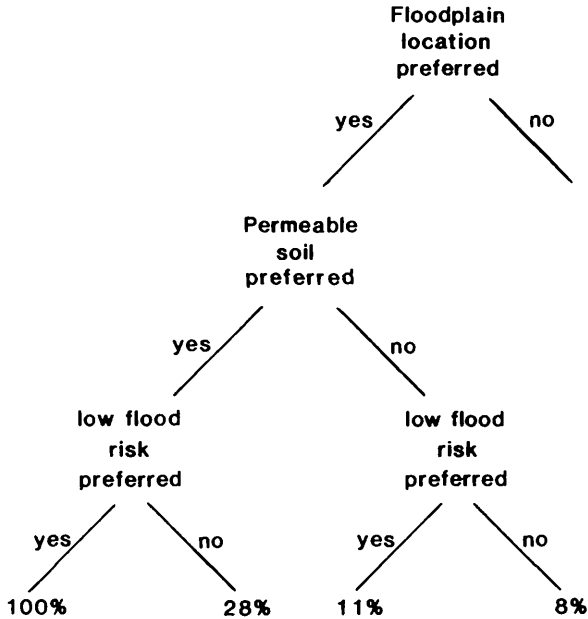 Floodplain
location
preferred
yes
no
Permeable
soil
preferred
yes
no
low flood
risk
preferred
low flood
risk
preferred
yes
no
yes
no
100%
28%
11%
8%